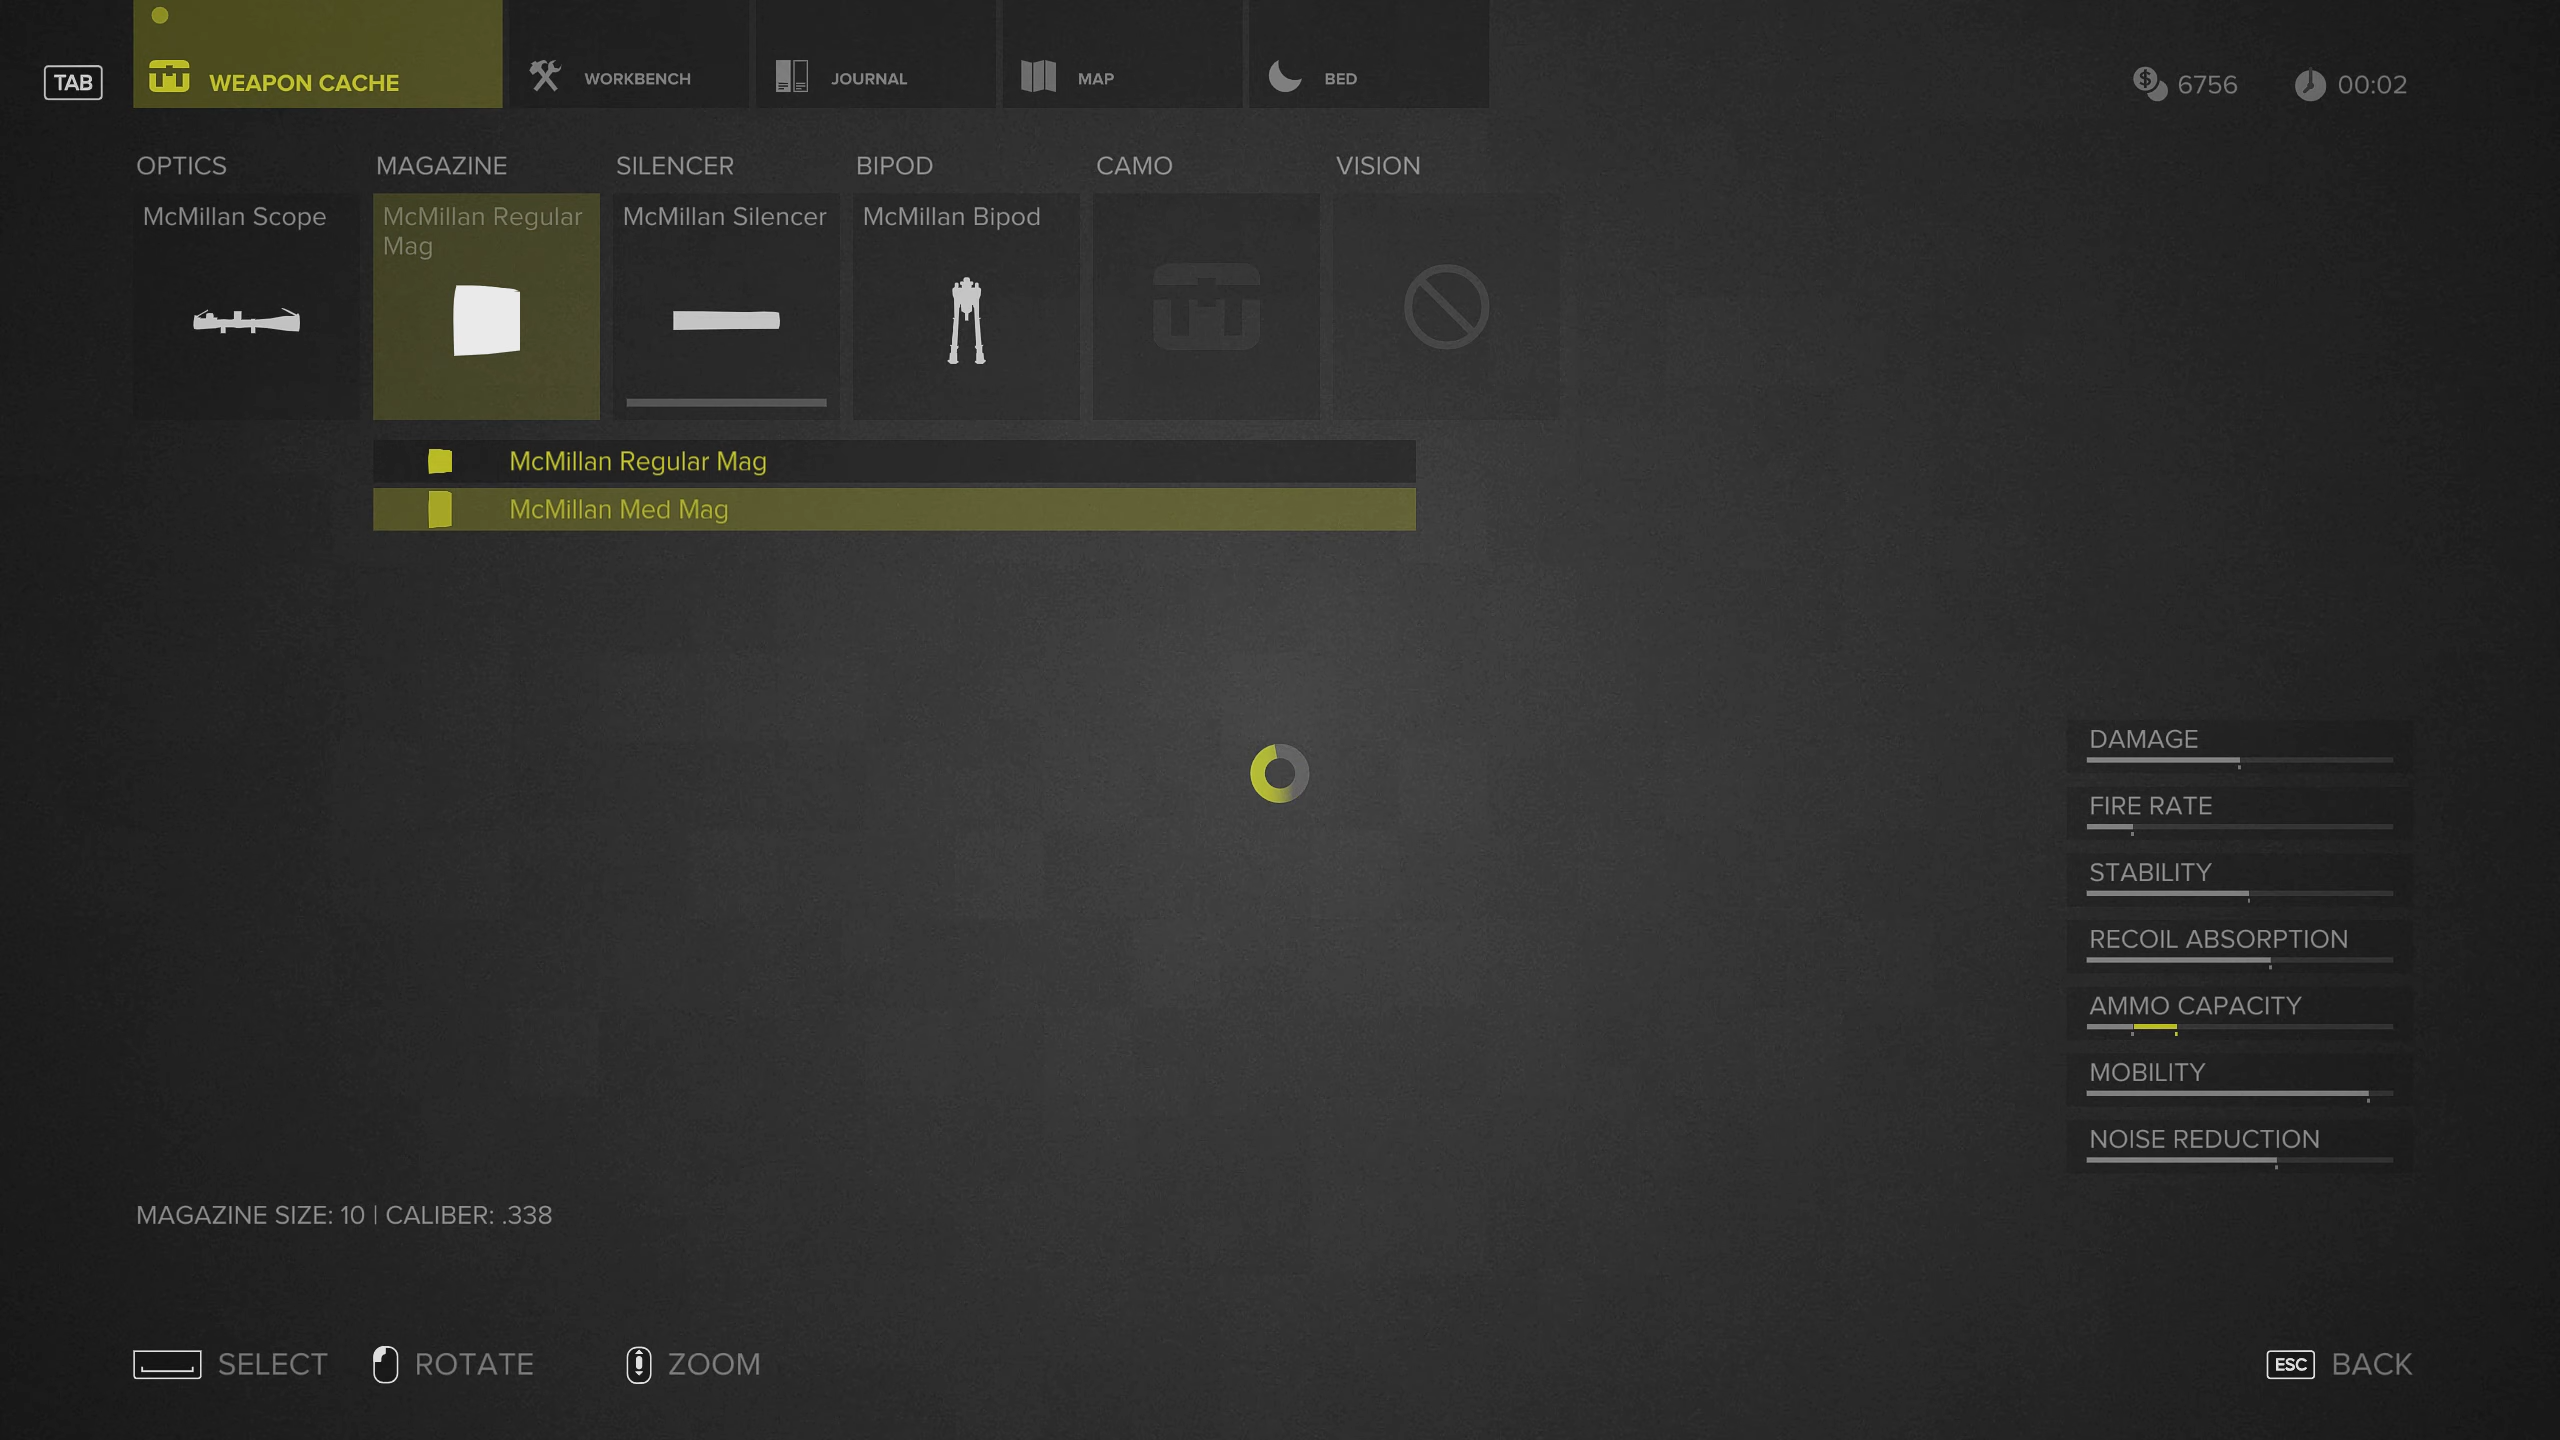 TAB
WEAPON CACHE
WORKBENCH
JOURNAL
MAP
BED
6756
00:02
OPTICS
MAGAZINE
SILENCER
BIPOD
CAMO
VISION
McMillan Scope
McMillan Regular
Mag
McMillan Silencer
McMillan Bipod
McMillan Regular Mag
McMillan Med Mag
DAMAGE
FIRE RATE
STABILITY
RECOIL ABSORPTION
AMMO CAPACITY
MOBILITY
NOISE REDUCTION
MAGAZINE SIZE: 10 | CALIBER: .338
SELECT
ROTATE
ZOOM
ESC
BACK